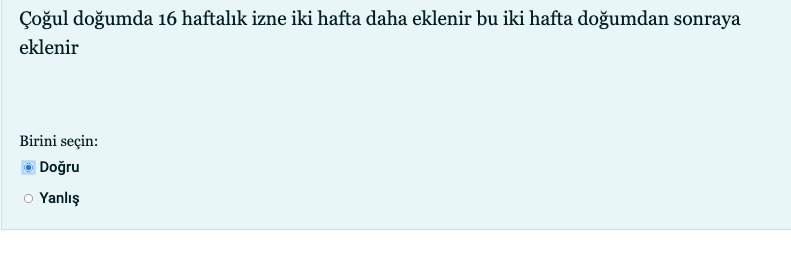 Çoğul doğumda 16 haftalık izne iki hafta daha eklenir bu iki hafta doğumdan sonraya
eklenir
Birini seçin:
Doğru
Yanlış